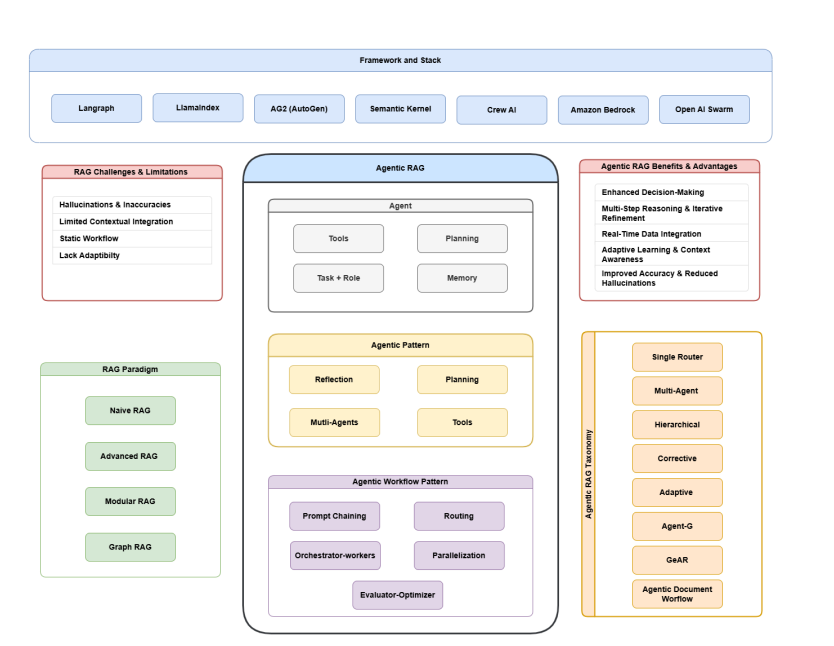 Framework and Stack
Langraph
LlamaIndex
AG2 (AutoGen)
Semantic Kernel
Crew AI
Amazon Bedrock
Open AI Swarm
RAG Challenges & Limitations
Hallucinations & Inaccuracies
Limited Contextual Integration
Static Workflow
Lack Adaptibilty
RAG Paradigm
Naive RAG
Advanced RAG
Modular RAG
Graph RAG
Agentic RAG
Agent
Tools
Planning
Task + Role
Memory
Agentic Pattern
Reflection
Planning
Mutli-Agents
Tools
Agentic Workflow Pattern
Prompt Chaining
Routing
Orchestrator-workers
Parallelization
Evaluator-Optimizer
Agentic RAG Benefits & Advantages
Enhanced Decision-Making
Multi-Step Reasoning & Iterative
Refinement
Real-Time Data Integration
Adaptive Learning & Context
Awareness
Improved Accuracy & Reduced
Hallucinations
Agentic RAG Taxonomy
Single Router
Multi-Agent
Hierarchical
Corrective
Adaptive
Agent-G
GeAR
Agentic Document
Worflow